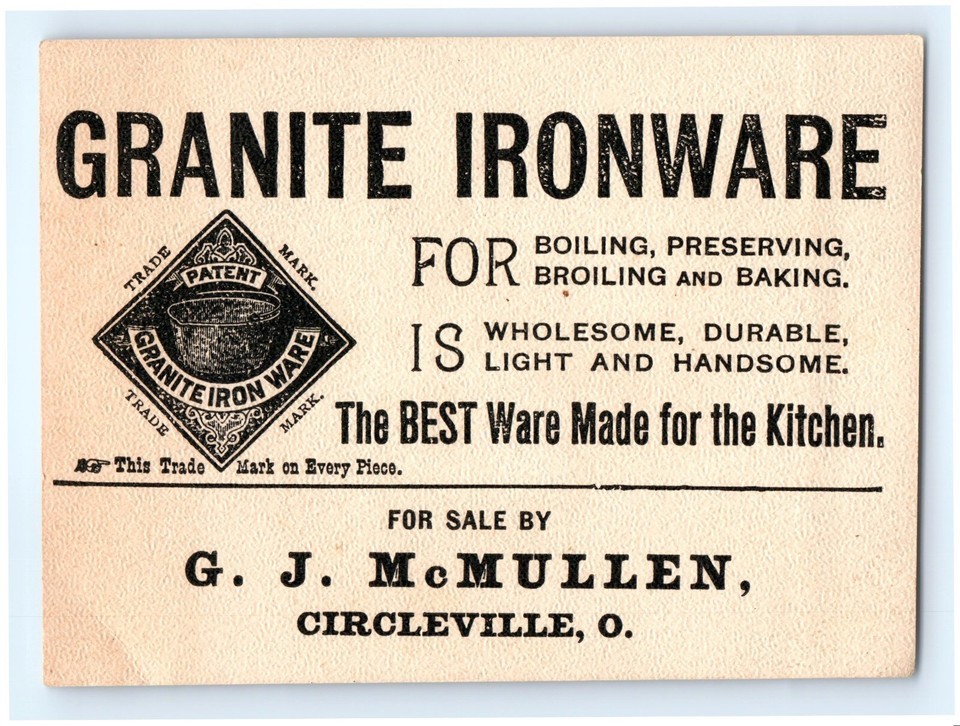 GRANITE IRONWARE
TRADE MARK.
PATENT
GRANITE IRON WARE
TRADE MARK.
FOR BOILING, PRESERVING,
BROILING AND BAKING.
IS WHOLESOME, DURABLE,
LIGHT AND HANDSOME.
The BEST Ware Made for the Kitchen.
☞ This Trade Mark on Every Piece.
FOR SALE BY
G. J. McMULLEN,
CIRCLEVILLE, O.